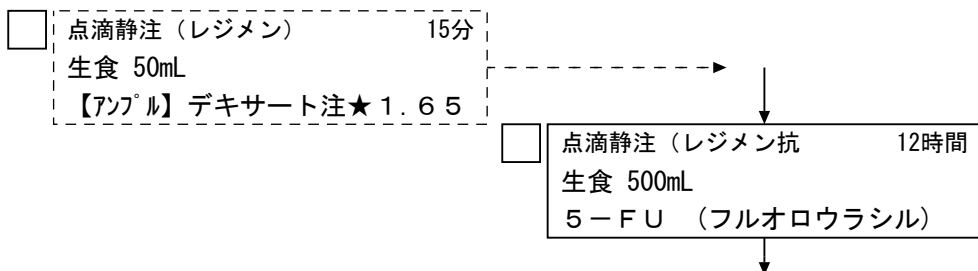 点滴静注（レジメン） 15分
生食 50mL
【ｱﾝﾌﾟﾙ】デキサート注★１．６５
点滴静注（レジメン抗 12時間
生食 500mL
５－ＦＵ （フルオロウラシル）